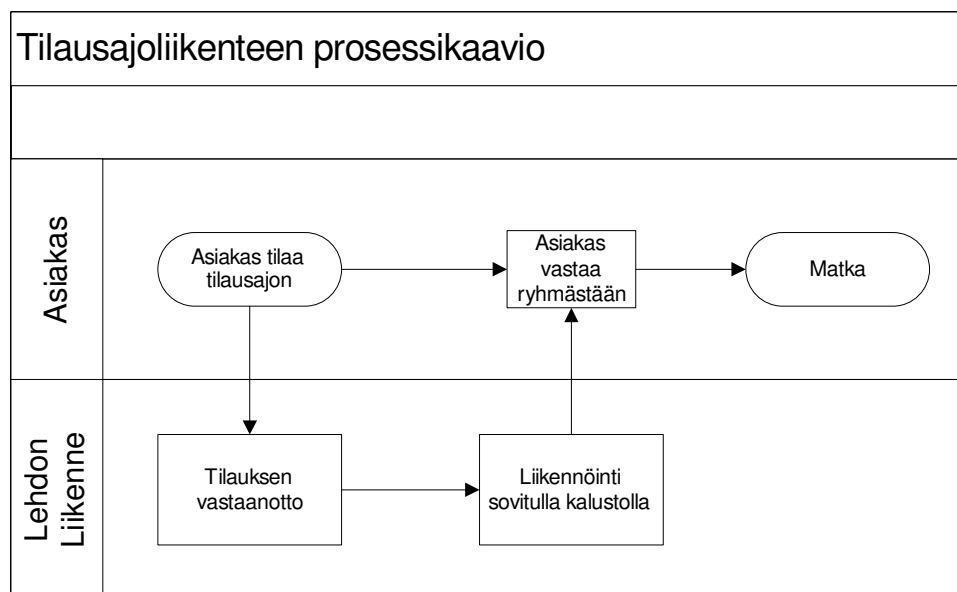 Tilausajoliikenteen prosessikaavio
Asiakas
Asiakas tilaa
tilausajon
Asiakas
vastaa
ryhmästään
Matka
Lehdon
Liikenne
Tilauksen
vastaanotto
Liikennöinti
sovitulla kalustolla